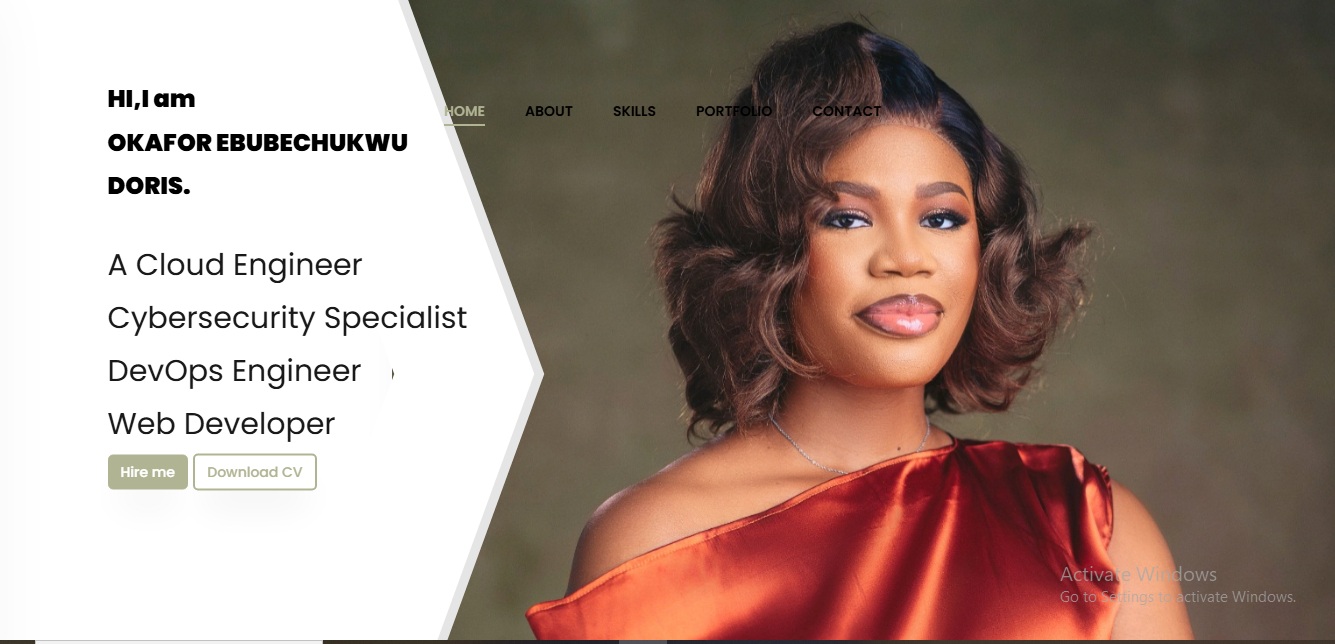 HOME ABOUT SKILLS PORTFOLIO CONTACT
HI,I am
OKAFOR EBUBECHUKWU
DORIS.
A Cloud Engineer
Cybersecurity Specialist
DevOps Engineer
Web Developer
Hire me Download CV
Activate Windows
Go to Settings to activate Windows.